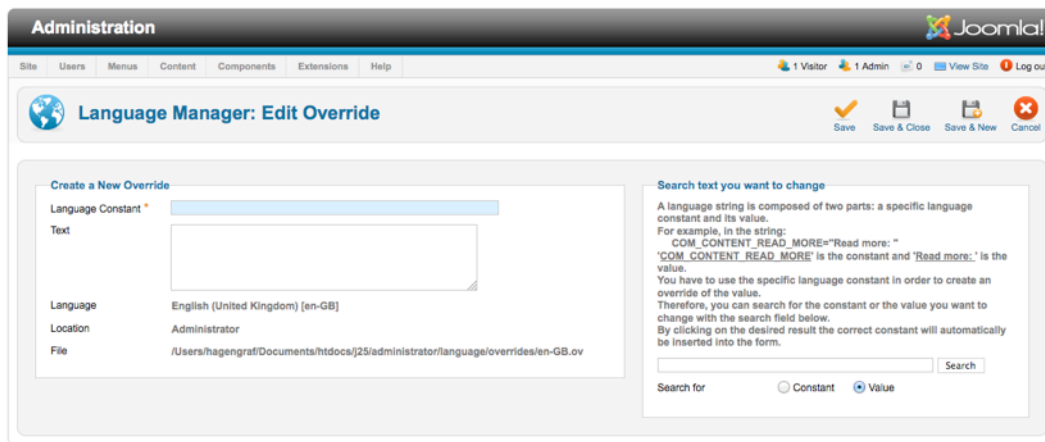 Administration
Joomla!
Site Users Menus Content Components Extensions Help
1 Visitor 1 Admin 0 View Site Log ou
Language Manager: Edit Override
Save Save & Close Save & New Cancel
Create a New Override
Language Constant *
Text
Language English (United Kingdom) [en-GB]
Location Administrator
File /Users/hagengraf/Documents/htdocs/j25/administrator/language/overrides/en-GB.ov
Search text you want to change
A language string is composed of two parts: a specific language
constant and its value.
For example, in the string:
COM_CONTENT_READ_MORE="Read more: "
'COM_CONTENT_READ_MORE' is the constant and 'Read more: ' is the
value.
You have to use the specific language constant in order to create an
override of the value.
Therefore, you can search for the constant or the value you want to
change with the search field below.
By clicking on the desired result the correct constant will automatically
be inserted into the form.
Search
Search for Constant Value